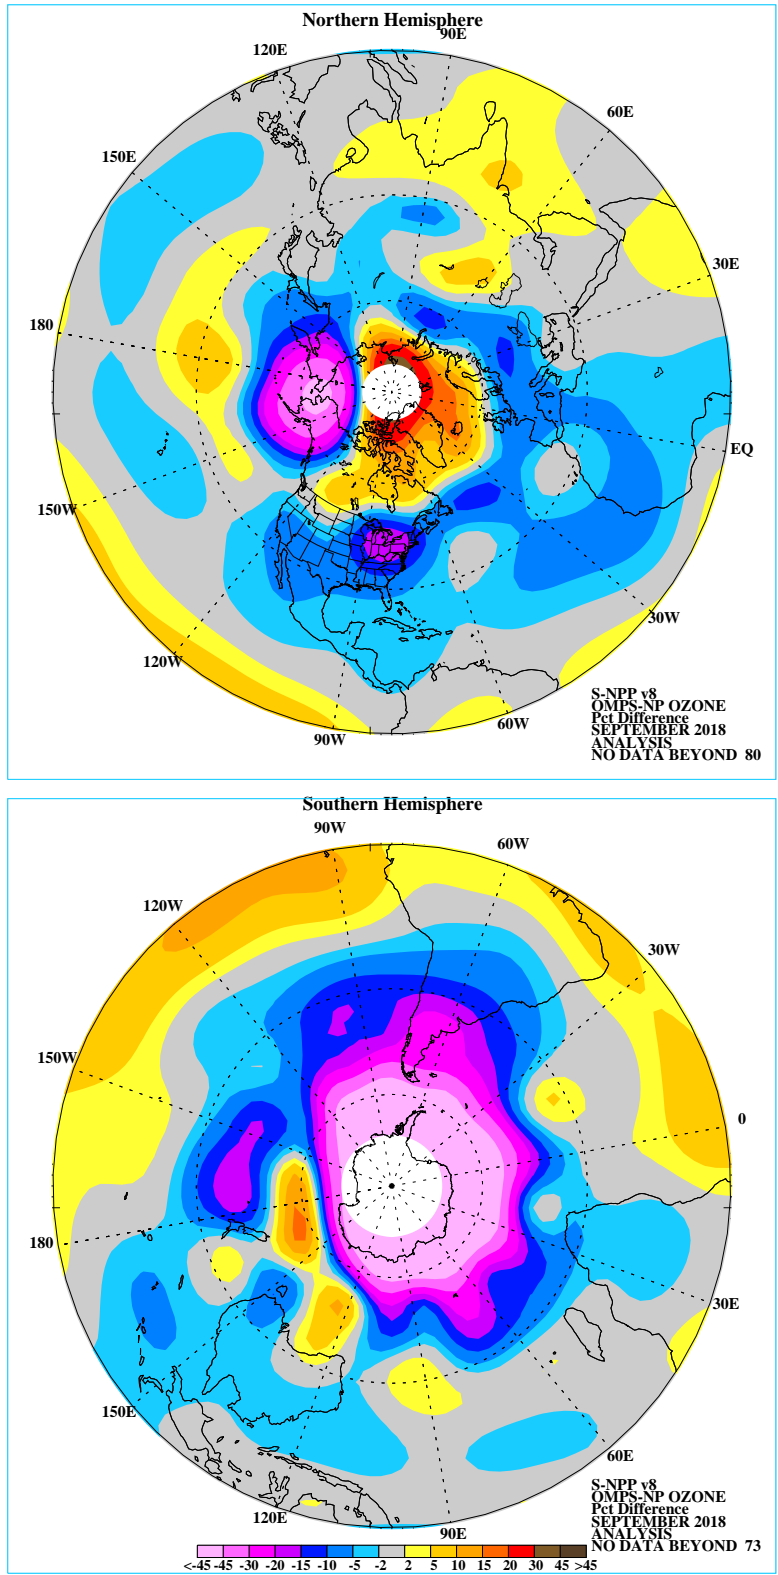 Northern Hemisphere
90E
120E
60E
150E
30E
180
EQ
150W
30W
120W
60W
90W
S-NPP v8
OMPS-NP OZONE
Pct Difference
SEPTEMBER 2018
ANALYSIS
NO DATA BEYOND 80
Southern Hemisphere
90W
60W
120W
30W
150W
0
180
30E
150E
60E
120E
90E
S-NPP v8
OMPS-NP OZONE
Pct Difference
SEPTEMBER 2018
ANALYSIS
NO DATA BEYOND 73
<-45 -45 -30 -20 -15 -10 -5 -2 2 5 10 15 20 30 45 >45